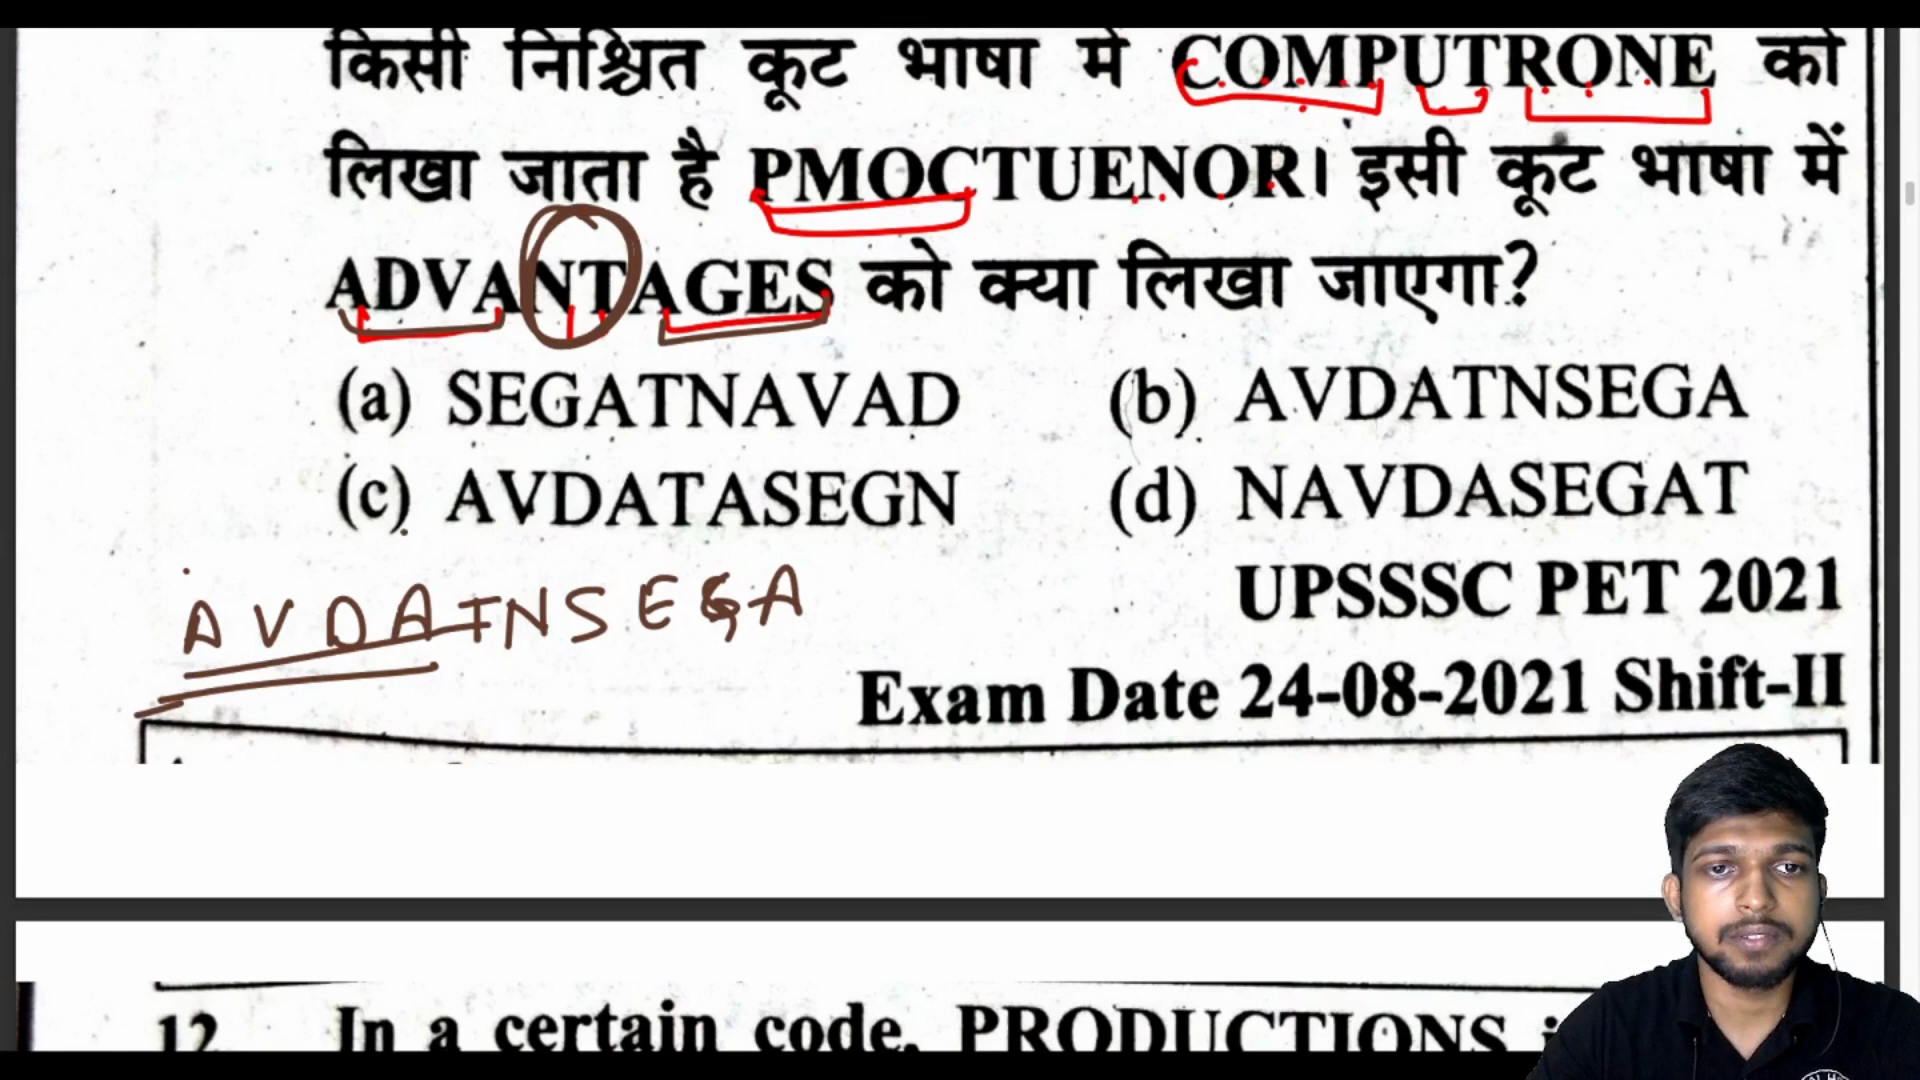 किसी निश्चित कूट भाषा में COMPUTRONE को
लिखा जाता है PMOCTUENOR। इसी कूट भाषा में
ADVANTAGES को क्या लिखा जाएगा?
(a) SEGATNAVAD (b) AVDATNSEGA
(c) AVDATASEGN (d) NAVDASEGAT
UPSSSC PET 2021
AVDATNSEGA
Exam Date 24-08-2021 Shift-II
12. In a certain code, PRODUCTIONS